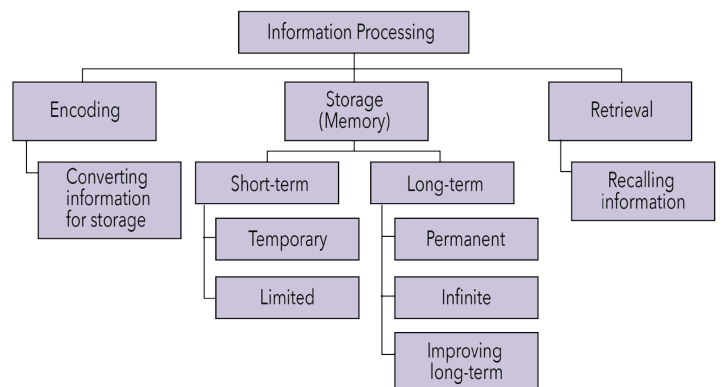 Information Processing
Encoding
Storage
(Memory)
Retrieval
Converting
information
for storage
Short-term
Long-term
Recalling
information
Temporary
Permanent
Limited
Infinite
Improving
long-term